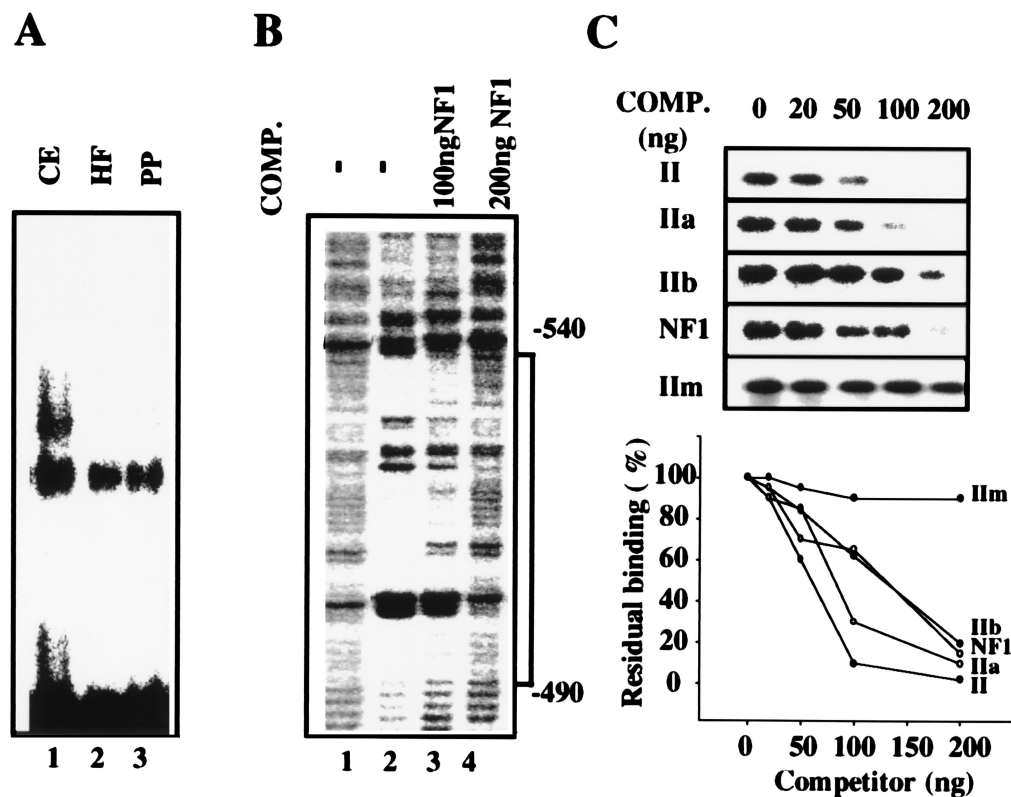 A
CE
HF
PP
1 2 3
B
COMP.
- - 100ngNF1 200ng NF1
-540
-490
1 2 3 4
C
COMP. 0 20 50 100 200
(ng)
II
IIa
IIb
NF1
IIm
Residual binding ( %)
100
80
60
40
20
0
IIm
IIb
NF1
IIa
II
0 50 100 150 200
Competitor (ng)